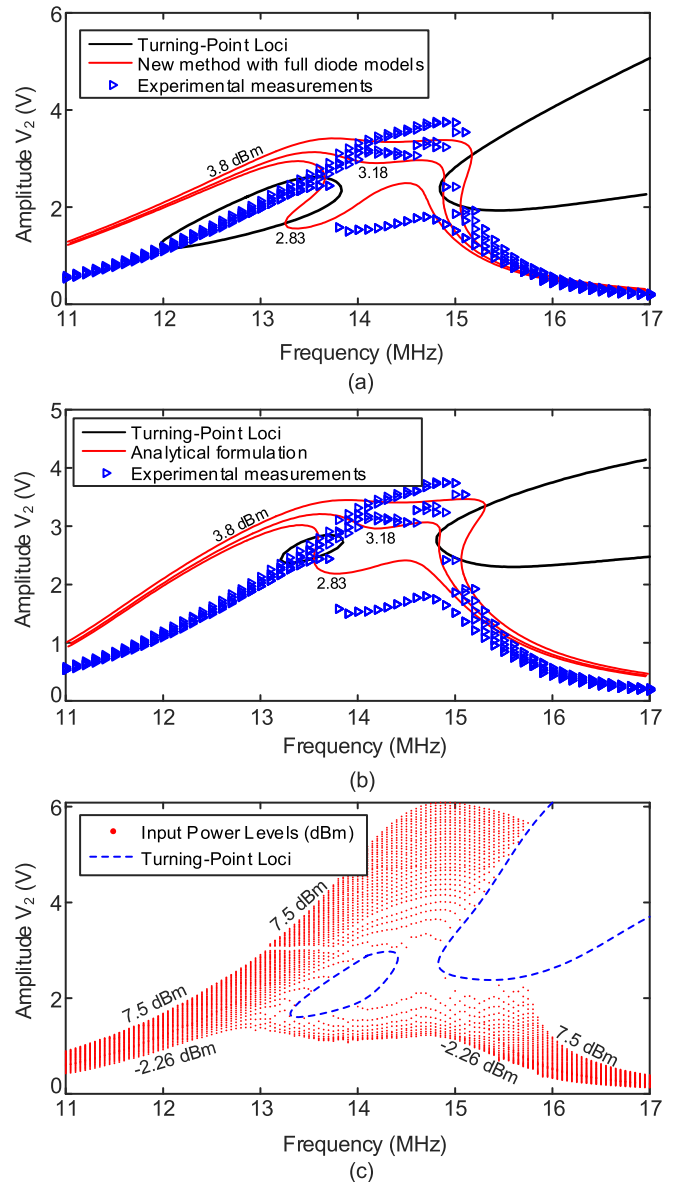 6
4
2
0
Amplitude V2 (V)
Turning-Point Loci
New method with full diode models
Experimental measurements
3.8 dBm
3.18
2.83
11 12 13 14 15 16 17
Frequency (MHz)
(a)
5
4
3
2
1
0
Amplitude V2 (V)
Turning-Point Loci
Analytical formulation
Experimental measurements
3.8 dBm
3.18
2.83
11 12 13 14 15 16 17
Frequency (MHz)
(b)
6
4
2
0
Amplitude V2 (V)
Input Power Levels (dBm)
Turning-Point Loci
7.5 dBm
7.5 dBm
-2.26 dBm
7.5 dBm
-2.26 dBm
11 12 13 14 15 16 17
Frequency (MHz)
(c)